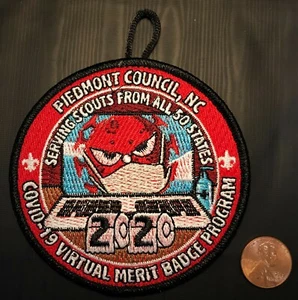 PIEDMONT COUNCIL, NC
SERVING SCOUTS FROM ALL 50 STATES!
2020
COVID-19 VIRTUAL MERIT BADGE PROGRAM